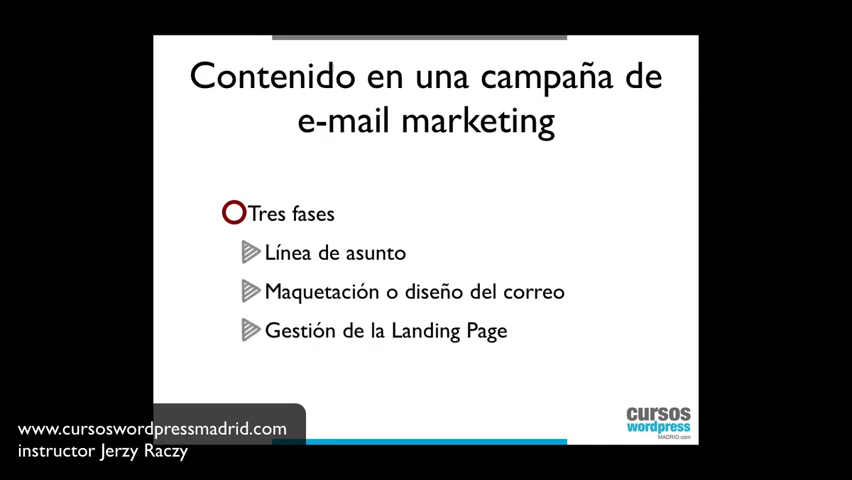 Contenido en una campaña de
e-mail marketing
Tres fases
Línea de asunto
Maquetación o diseño del correo
Gestión de la Landing Page
cursos
wordpress
MADRID.com
www.cursoswordpressmadrid.com
instructor Jerzy Raczy